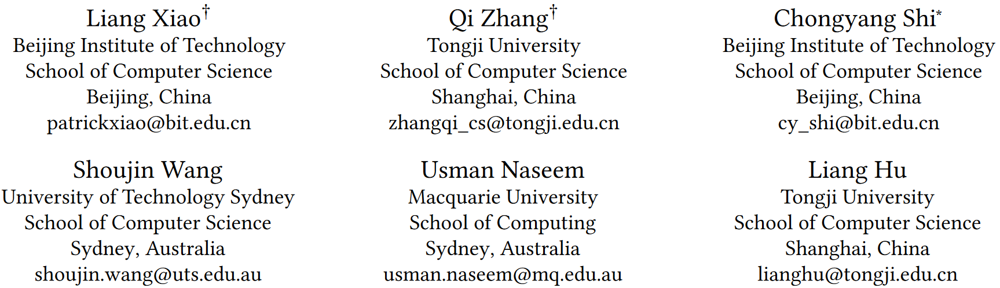 Liang Xiao†
Beijing Institute of Technology
School of Computer Science
Beijing, China
patrickxiao@bit.edu.cn
Qi Zhang†
Tongji University
School of Computer Science
Shanghai, China
zhangqi_cs@tongji.edu.cn
Chongyang Shi*
Beijing Institute of Technology
School of Computer Science
Beijing, China
cy_shi@bit.edu.cn
Shoujin Wang
University of Technology Sydney
School of Computer Science
Sydney, Australia
shoujin.wang@uts.edu.au
Usman Naseem
Macquarie University
School of Computing
Sydney, Australia
usman.naseem@mq.edu.au
Liang Hu
Tongji University
School of Computer Science
Shanghai, China
lianghu@tongji.edu.cn